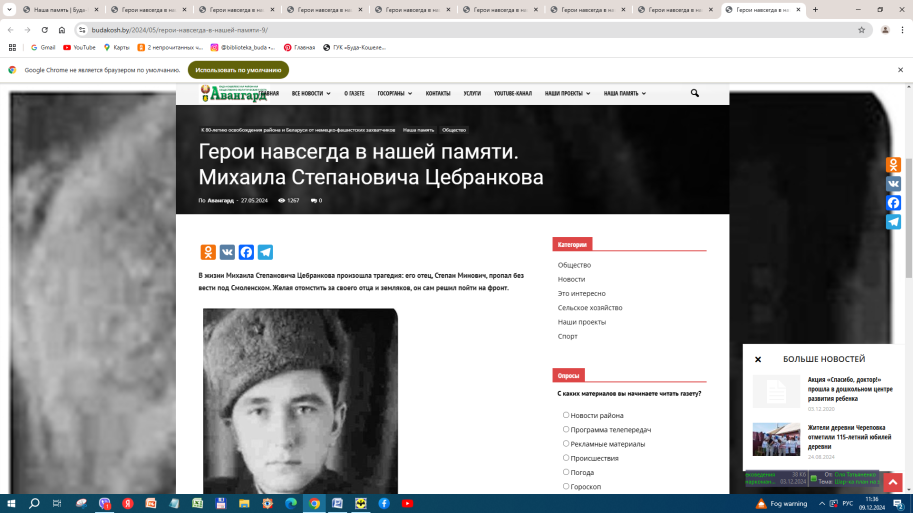 Наша память | Буда
Герои навсегда в на
Герои навсегда в на
Герои навсегда в на
Герои навсегда в на
Герои навсегда в на
Герои навсегда в на
Герои навсегда в на
Герои навсегда в на
budakosh.by/2024/05/герои-навсегда-в-нашей-памяти-9/
Gmail YouTube Карты 2 непрочитанных ч... @biblioteka_buda •... Главная ГУК «Буда-Кошеле...
Google Chrome не является браузером по умолчанию. Использовать по умолчанию
Авангард
ВСЕ НОВОСТИ О ГАЗЕТЕ ГОСОРГАНЫ КОНТАКТЫ УСЛУГИ YOUTUBE-КАНАЛ НАШИ ПРОЕКТЫ НАША ПАМЯТЬ
К 80-летию освобождения района и Беларуси от немецко-фашистских захватчиков Наша память Общество
Герои навсегда в нашей памяти.
Михаила Степановича Цебранкова
По Авангард - 27.05.2024 1267 0
В жизни Михаила Степановича Цебранкова произошла трагедия: его отец, Степан Минович, пропал без
вести под Смоленском. Желая отомстить за своего отца и земляков, он сам решил пойти на фронт.
Категории
Общество
Новости
Это интересно
Сельское хозяйство
Наши проекты
Спорт
Опросы
С каких материалов вы начинаете читать газету?
Новости района
Программа телепередач
Рекламные материалы
Происшествия
Погода
Гороскоп
БОЛЬШЕ НОВОСТЕЙ
Акция «Спасибо, доктор!»
прошла в дошкольном центре
развития ребенка
03.12.2020
Жители деревни Череповка
отметили 115-летний юбилей
деревни
24.08.2024
Fog warning РУС 11:36
09.12.2024